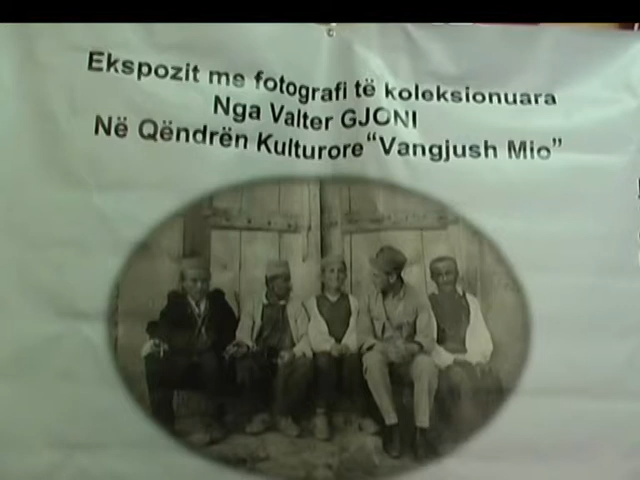 Ekspozit me fotografi të koleksionuara
Nga Valter GJONI
Në Qëndrën Kulturore "Vangjush Mio"